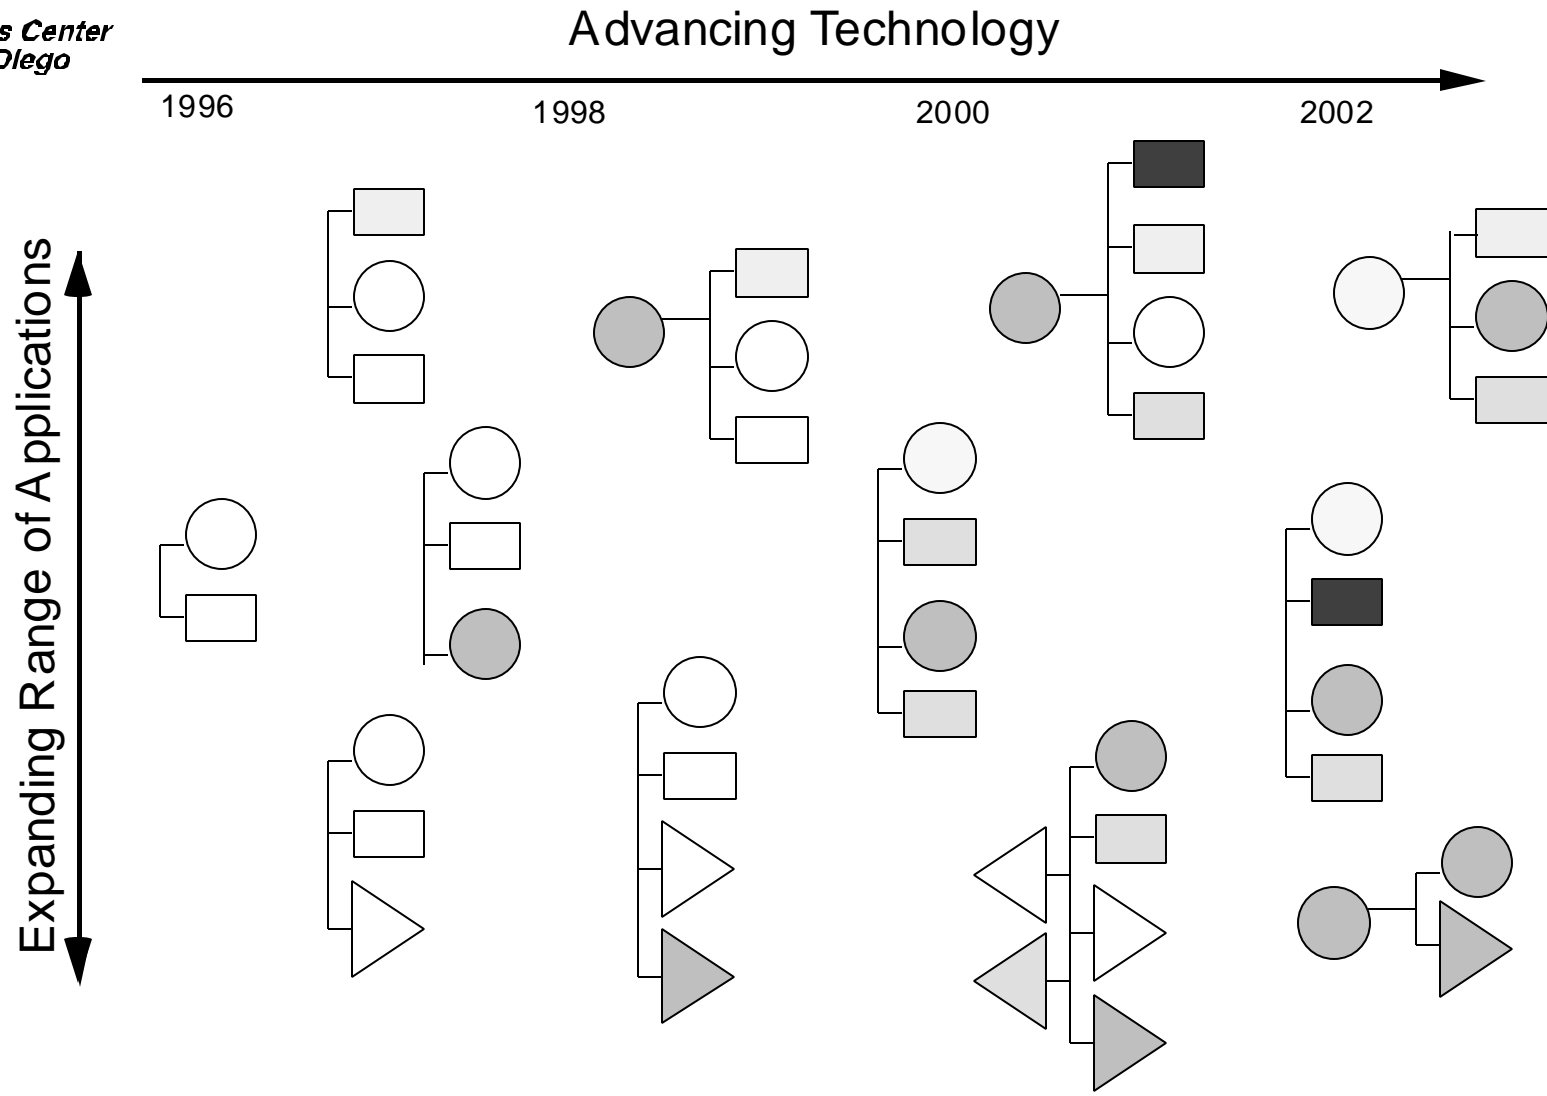 s Center
Diego
Advancing Technology
1996 1998 2000 2002
Expanding Range of Applications